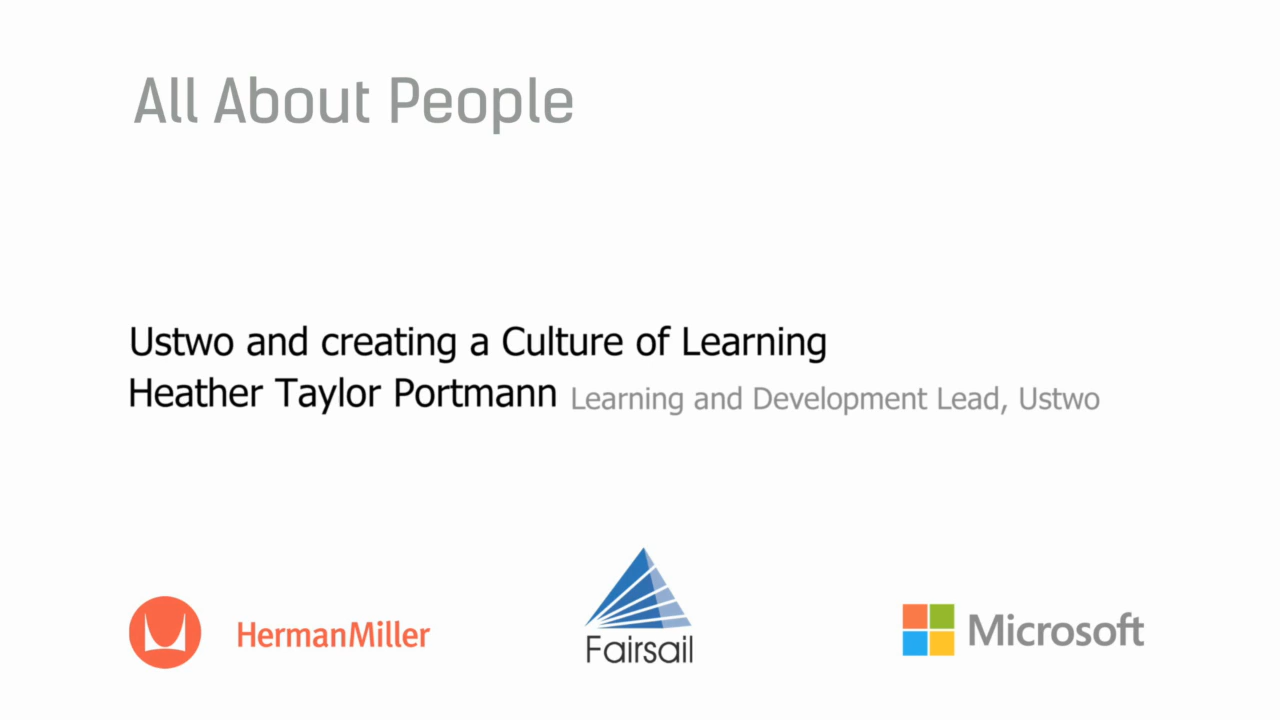 All About People
Ustwo and creating a Culture of Learning
Heather Taylor Portmann Learning and Development Lead, Ustwo
HermanMiller
Fairsail
Microsoft